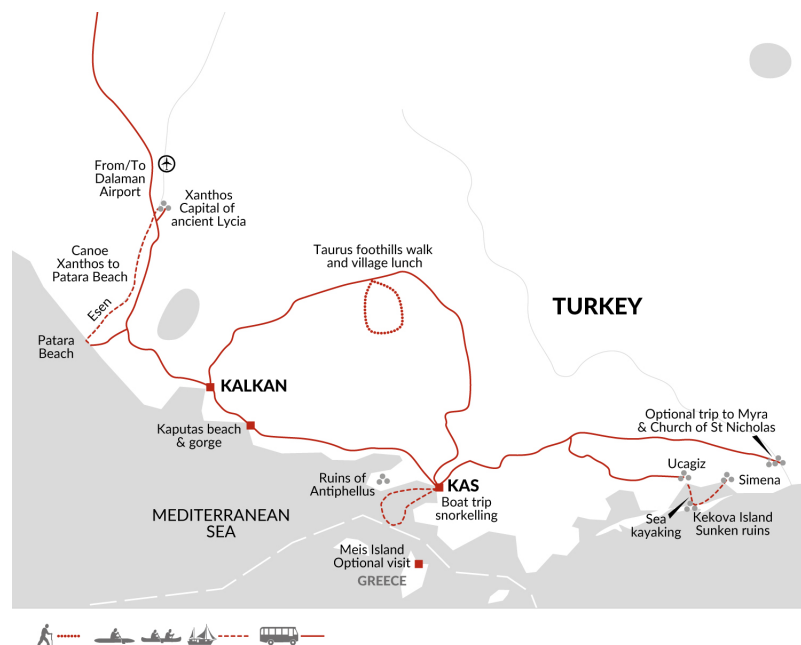 From/To
Dalaman
Airport
Xanthos
Capital of
ancient Lycia
Canoe
Xanthos to
Patara Beach
Esen
Patara
Beach
Taurus foothills walk
and village lunch
TURKEY
KALKAN
Kaputas beach
& gorge
Optional trip to Myra
& Church of St Nicholas
Ucagiz
Simena
Ruins of
Antiphellus
KAS
Boat trip
snorkelling
Sea
kayaking
Kekova Island
Sunken ruins
MEDITERRANEAN
SEA
Meis Island
Optional visit
GREECE